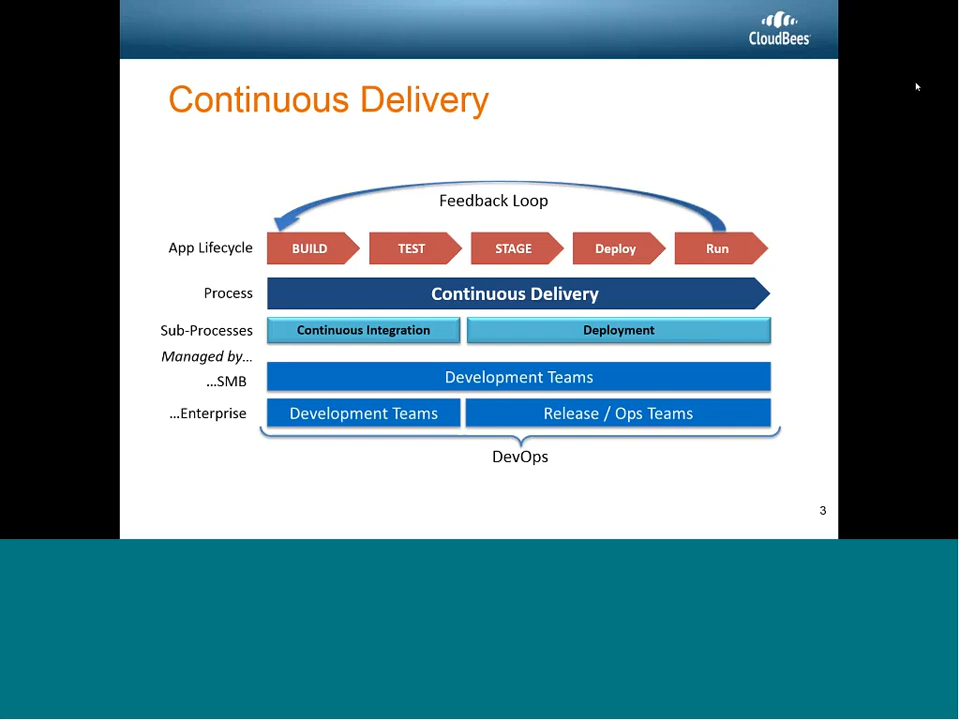 CloudBees
Continuous Delivery
Feedback Loop
App Lifecycle BUILD TEST STAGE Deploy Run
Process Continuous Delivery
Sub-Processes Continuous Integration Deployment
Managed by...
...SMB Development Teams
...Enterprise Development Teams Release / Ops Teams
DevOps
3